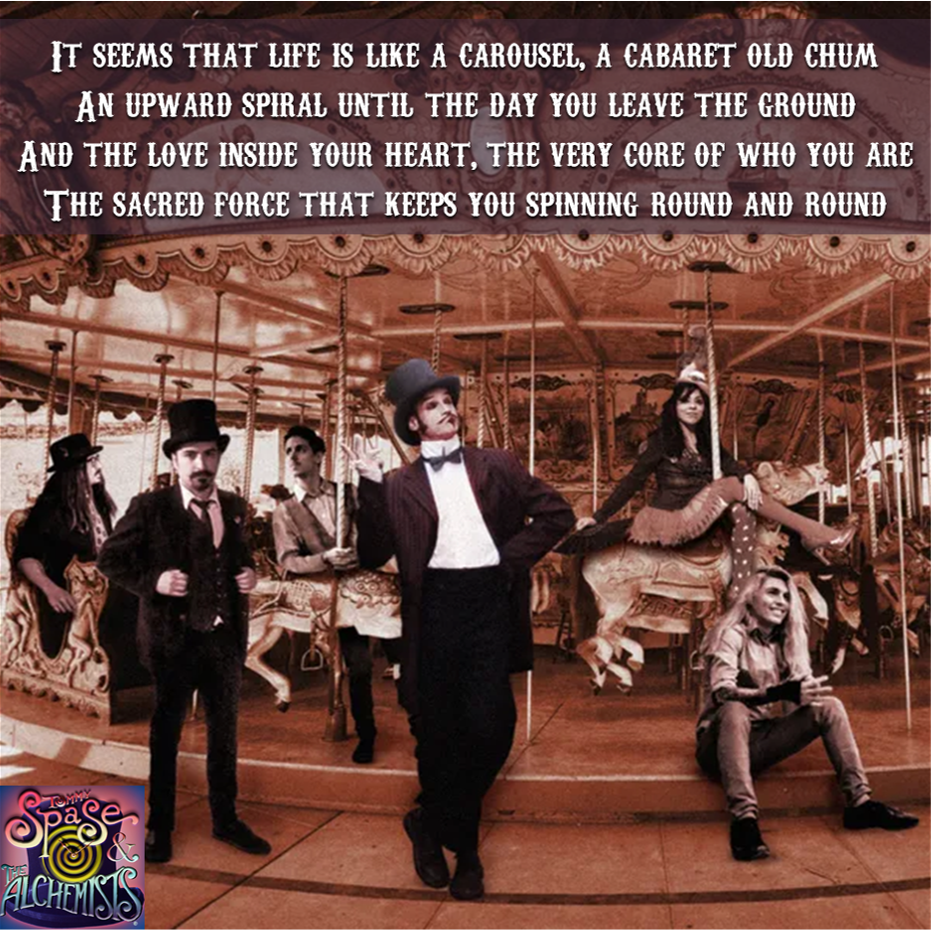 It seems that life is like a carousel, a cabaret old chum
An upward spiral until the day you leave the ground
And the love inside your heart, the very core of who you are
The sacred force that keeps you spinning round and round
Tommy
Spase
&
The
Alchemists